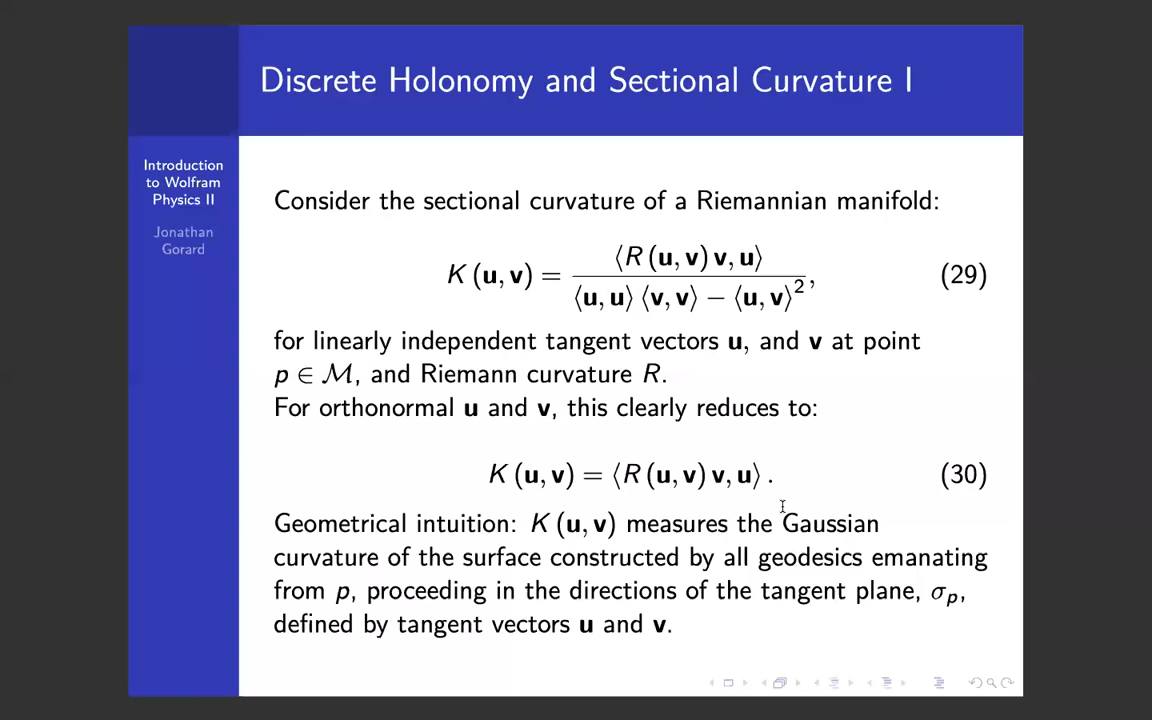 Discrete Holonomy and Sectional Curvature I
Introduction
to Wolfram
Physics II
Jonathan
Gorard
Consider the sectional curvature of a Riemannian manifold:
K (u, v) = ⟨R (u, v) v, u⟩ / ⟨u, u⟩ ⟨v, v⟩ − ⟨u, v⟩², (29)
for linearly independent tangent vectors u, and v at point
p ∈ ℳ, and Riemann curvature R.
For orthonormal u and v, this clearly reduces to:
K (u, v) = ⟨R (u, v) v, u⟩ . (30)
Geometrical intuition: K (u, v) measures the Gaussian
curvature of the surface constructed by all geodesics emanating
from p, proceeding in the directions of the tangent plane, σₚ,
defined by tangent vectors u and v.